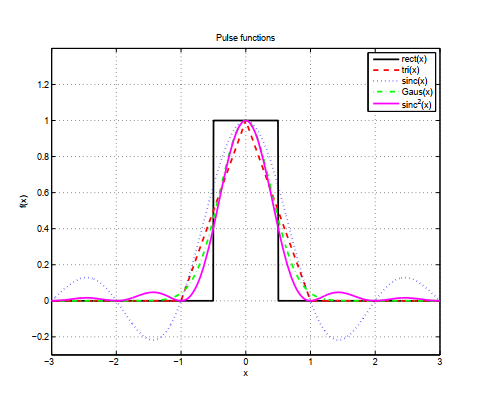 Pulse functions
rect(x)
tri(x)
sinc(x)
Gaus(x)
sinc²(x)
f(x)
1.2
1
0.8
0.6
0.4
0.2
0
−0.2
−3 −2 −1 0 1 2 3
x